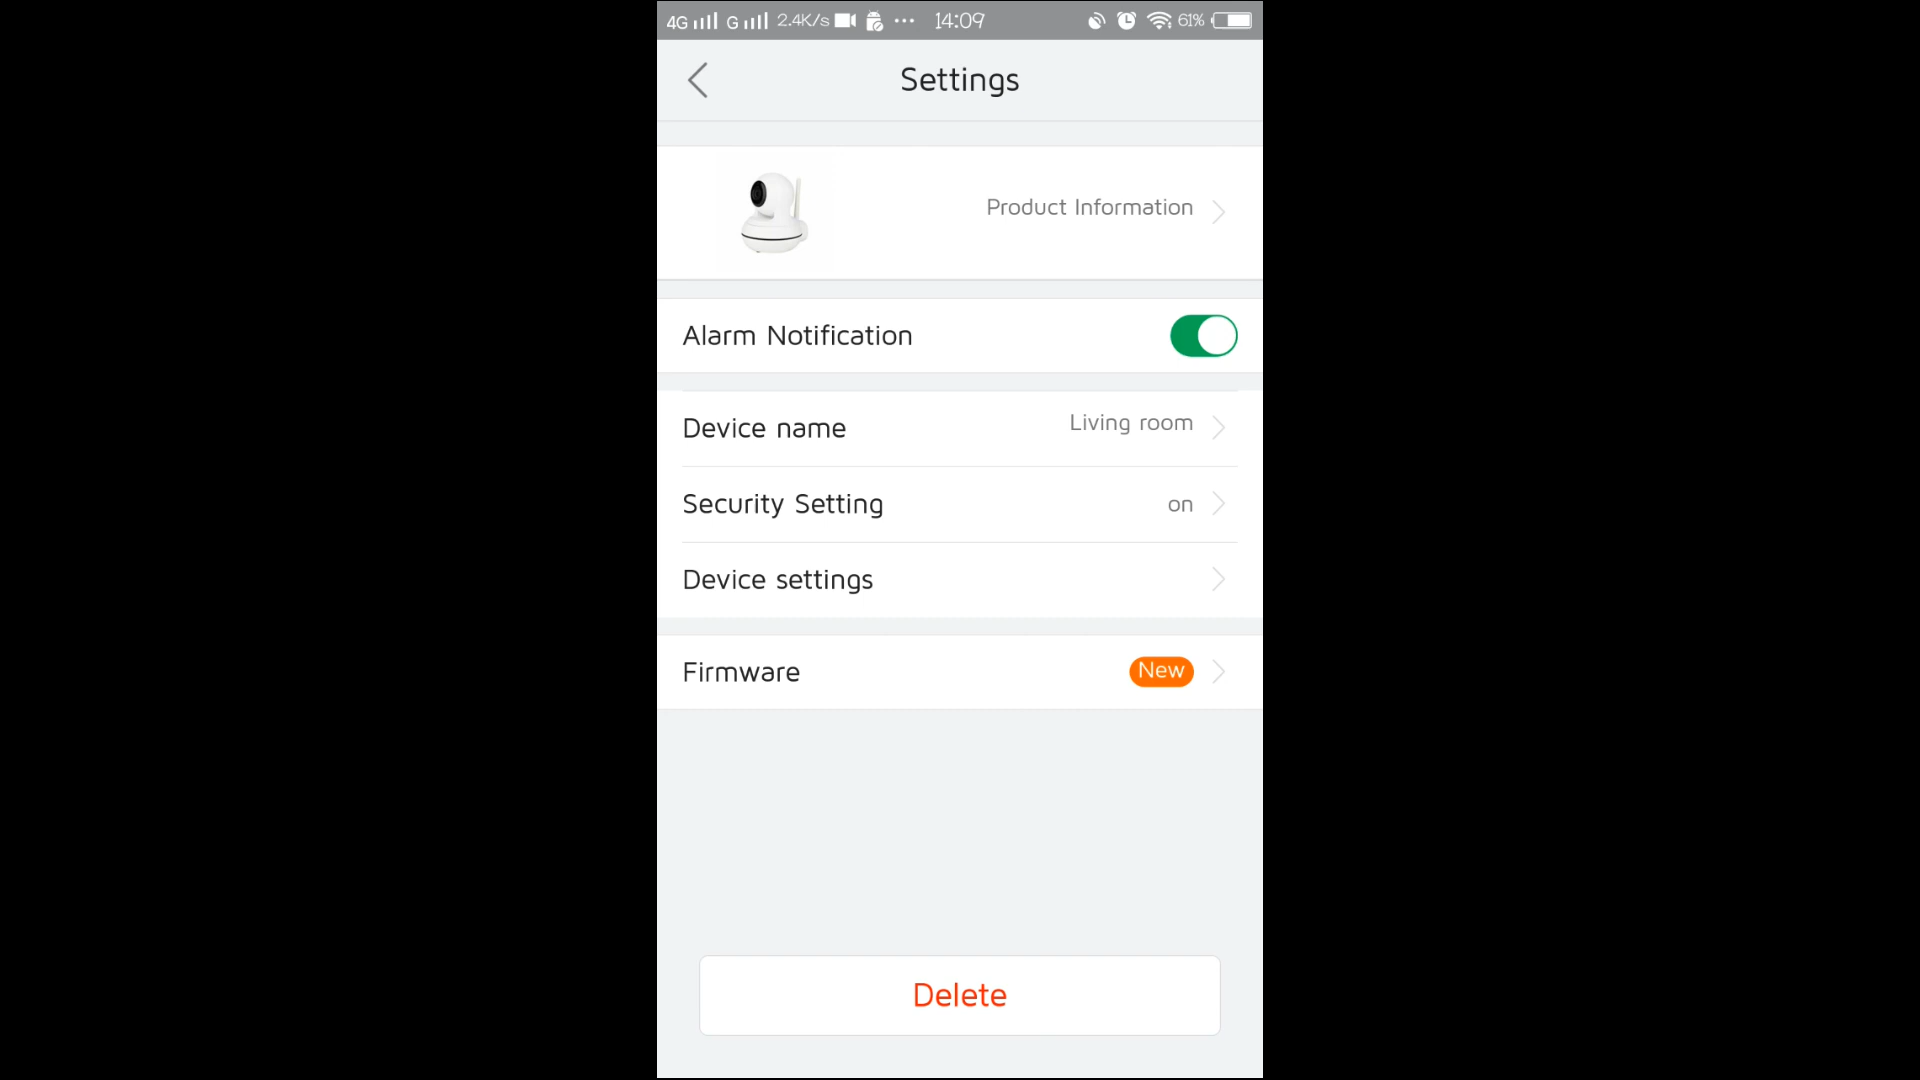 4G G 2.4K/s ··· 14:09 61%
Settings
Product Information
Alarm Notification
Device name Living room
Security Setting on
Device settings
Firmware New
Delete